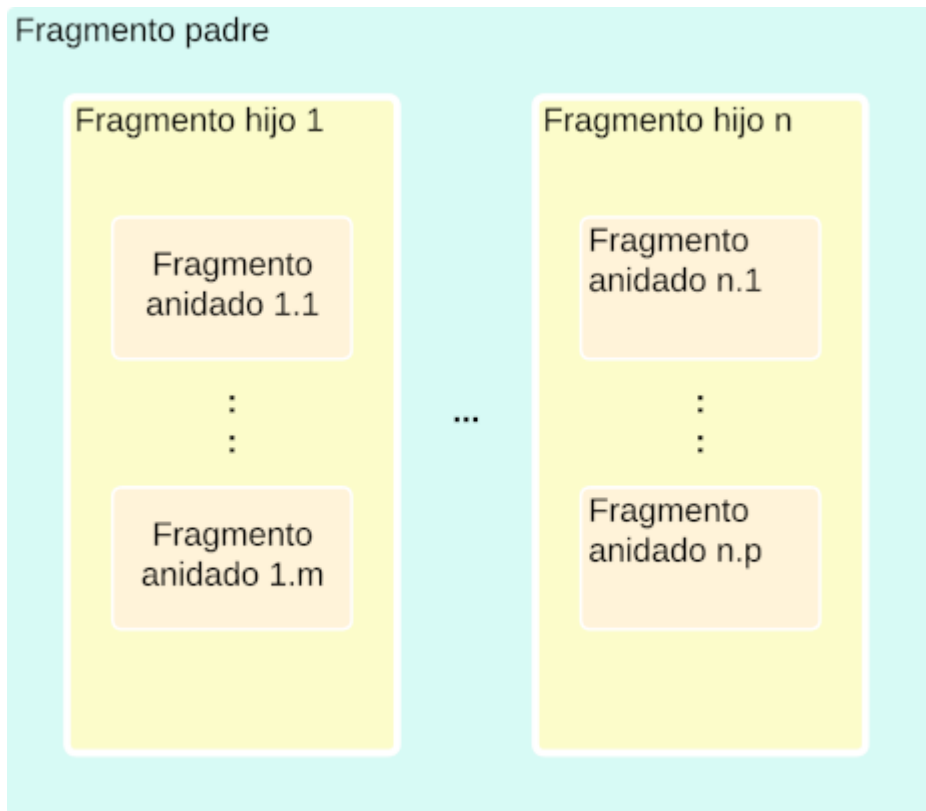 Fragmento padre
Fragmento hijo 1
Fragmento
anidado 1.1
:
:
Fragmento
anidado 1.m
...
Fragmento hijo n
Fragmento
anidado n.1
:
:
Fragmento
anidado n.p